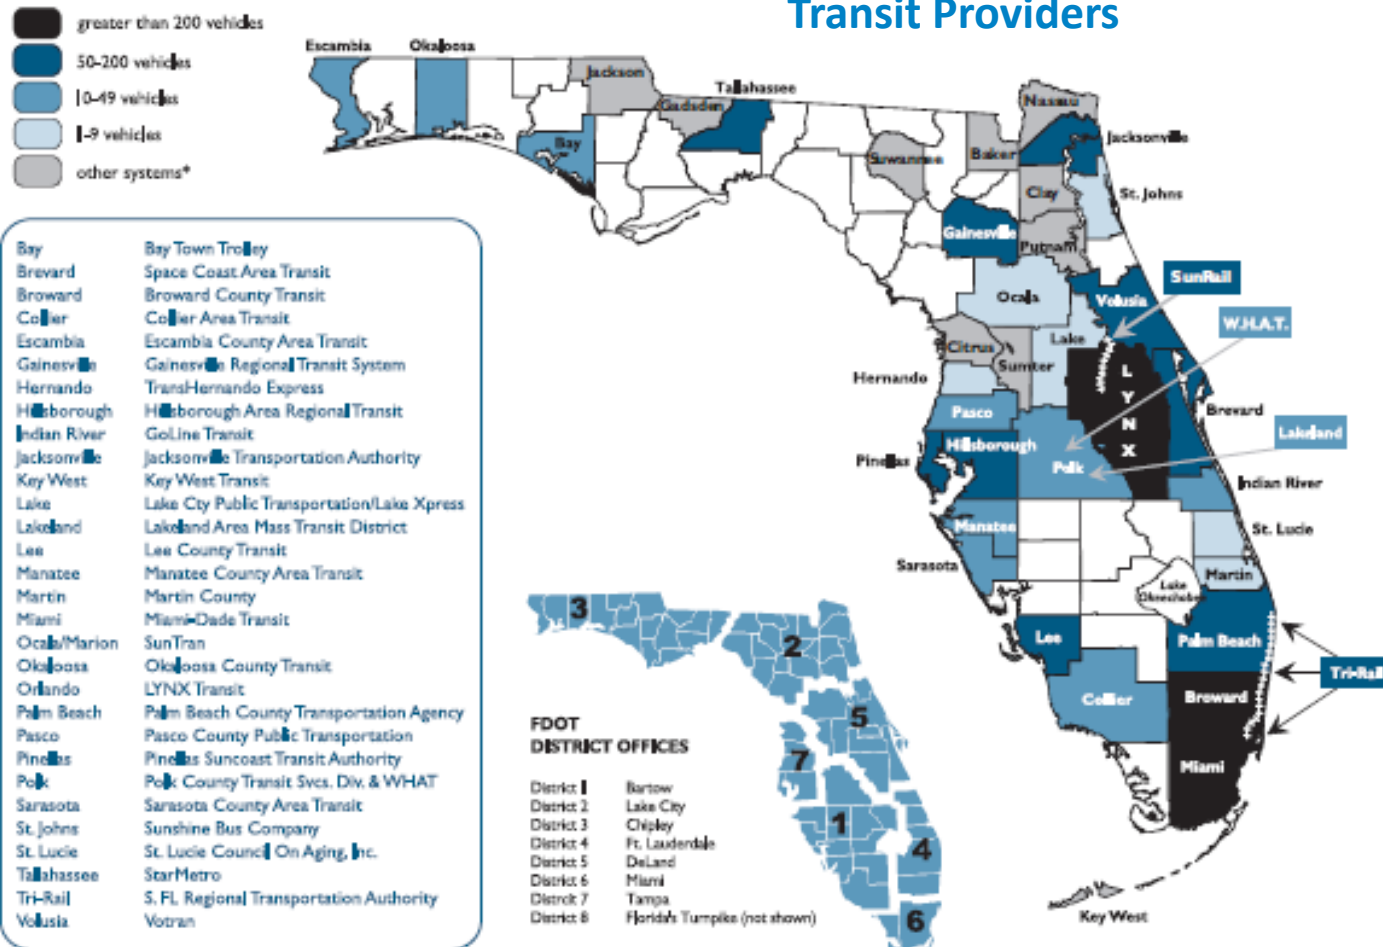 Transit Providers
greater than 200 vehicles
50-200 vehicles
10-49 vehicles
1-9 vehicles
other systems*
Escambia
Okaloosa
Jackson
Tallahassee
Gadsden
Bay
Nassau
Jacksonville
Suwannee
Baker
Clay
St. Johns
Gainesville
Putnam
SunRail
Ocala
Volusia
W.H.A.T.
Lake
Citrus
Sumter
Hernando
LYNX
Pasco
Brevard
Hillsborough
Lakeland
Pinellas
Polk
Indian River
Manatee
St. Lucie
Sarasota
Martin
Lake
Okeechobee
Lee
Palm Beach
Tri-Rail
Collier
Broward
Miami
Key West
Bay Bay Town Trolley
Brevard Space Coast Area Transit
Broward Broward County Transit
Collier Collier Area Transit
Escambia Escambia County Area Transit
Gainesville Gainesville Regional Transit System
Hernando TransHernando Express
Hillsborough Hillsborough Area Regional Transit
Indian River GoLine Transit
Jacksonville Jacksonville Transportation Authority
Key West Key West Transit
Lake Lake Cty Public Transportation/Lake Xpress
Lakeland Lakeland Area Mass Transit District
Lee Lee County Transit
Manatee Manatee County Area Transit
Martin Martin County
Miami Miami-Dade Transit
Ocala/Marion SunTran
Okaloosa Okaloosa County Transit
Orlando LYNX Transit
Palm Beach Palm Beach County Transportation Agency
Pasco Pasco County Public Transportation
Pinellas Pinellas Suncoast Transit Authority
Polk Polk County Transit Svcs. Div. & WHAT
Sarasota Sarasota County Area Transit
St. Johns Sunshine Bus Company
St. Lucie St. Lucie Council On Aging, Inc.
Tallahassee StarMetro
Tri-Rail S. FL Regional Transportation Authority
Volusia Votran
3
2
5
7
1
4
6
FDOT
DISTRICT OFFICES
District 1 Bartow
District 2 Lake City
District 3 Chipley
District 4 Ft. Lauderdale
District 5 DeLand
District 6 Miami
Distrcit 7 Tampa
District 8 Florida's Turnpike (not shown)